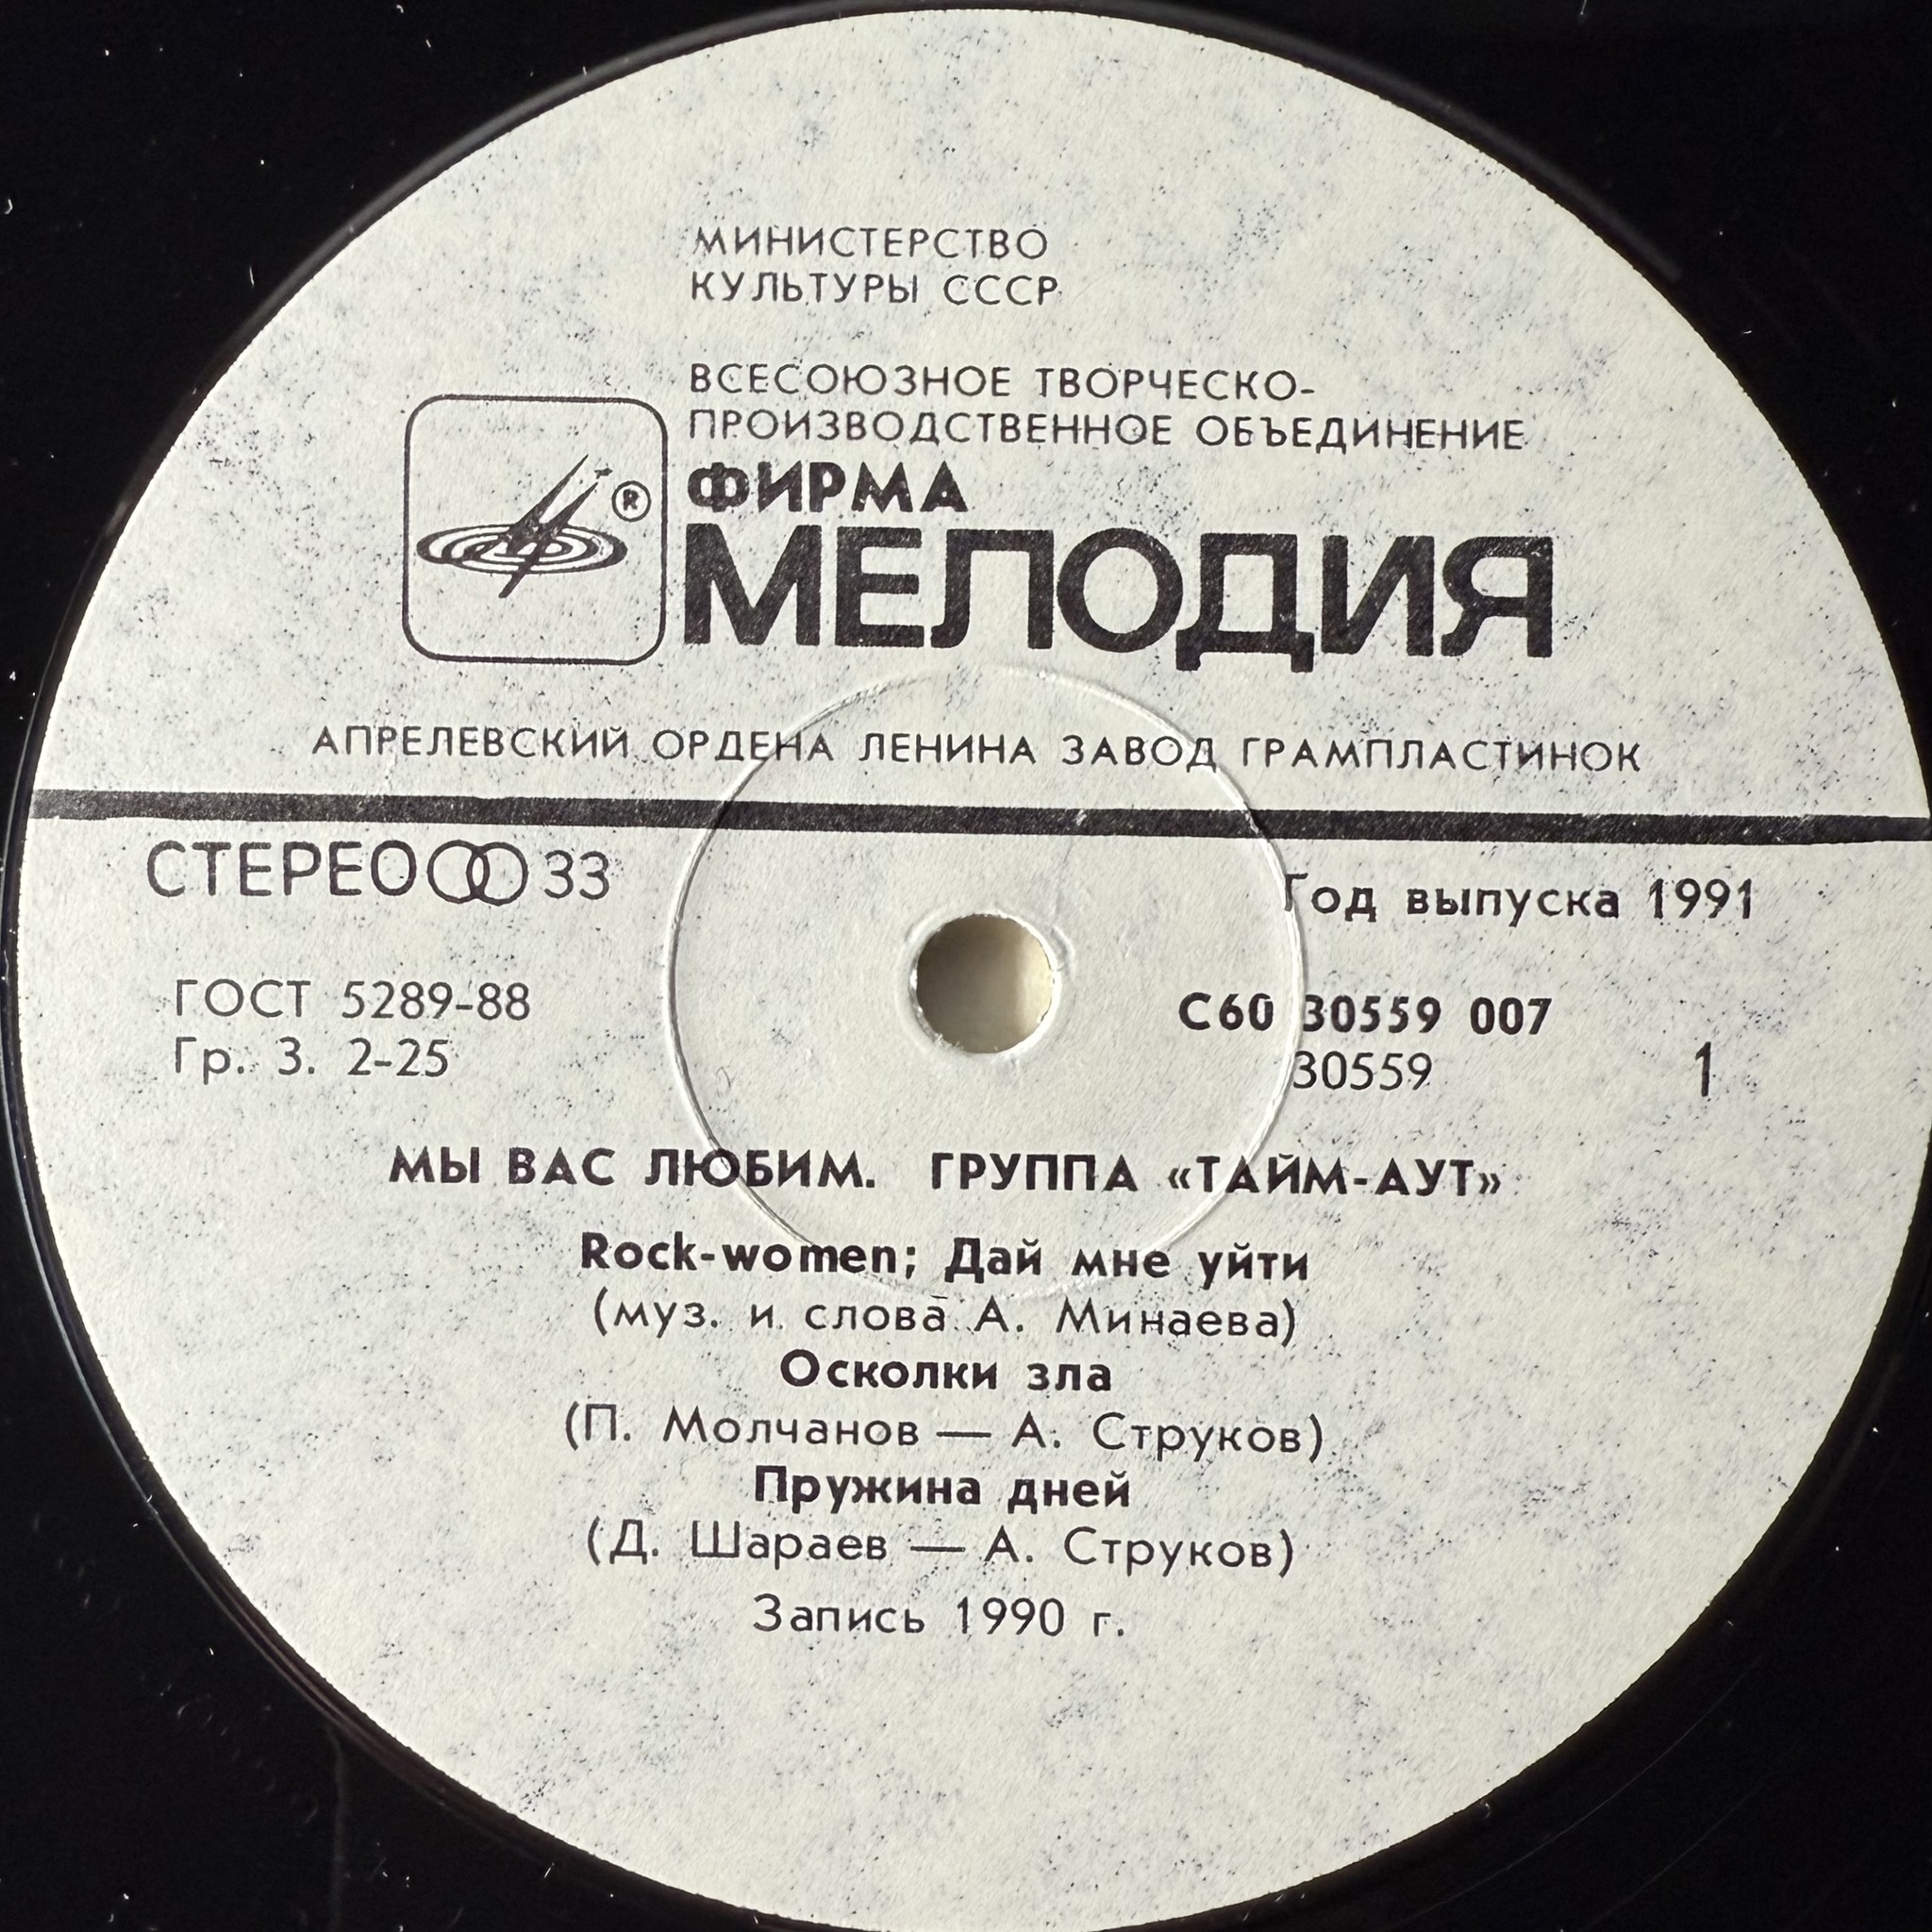 МИНИСТЕРСТВО
КУЛЬТУРЫ СССР
ВСЕСОЮЗНОЕ ТВОРЧЕСКО-
ПРОИЗВОДСТВЕННОЕ ОБЪЕДИНЕНИЕ
ФИРМА
МЕЛОДИЯ
®
АПРЕЛЕВСКИЙ ОРДЕНА ЛЕНИНА ЗАВОД ГРАМПЛАСТИНОК
СТЕРЕО 33
Год выпуска 1991
ГОСТ 5289-88
Гр. 3. 2-25
С60 30559 007
30559
1
МЫ ВАС ЛЮБИМ. ГРУППА «ТАЙМ-АУТ»
Rock-women; Дай мне уйти
(муз. и слова А. Минаева)
Осколки зла
(П. Молчанов — А. Струков)
Пружина дней
(Д. Шараев — А. Струков)
Запись 1990 г.